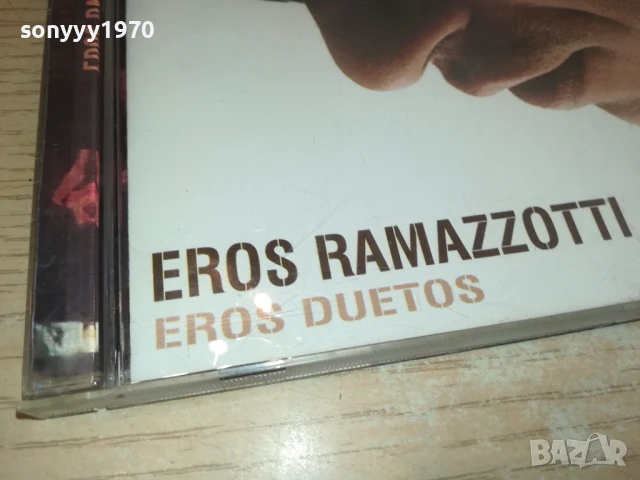 sonyyy1970
EROS RAMAZZOTTI
EROS DUETOS
BAZAR